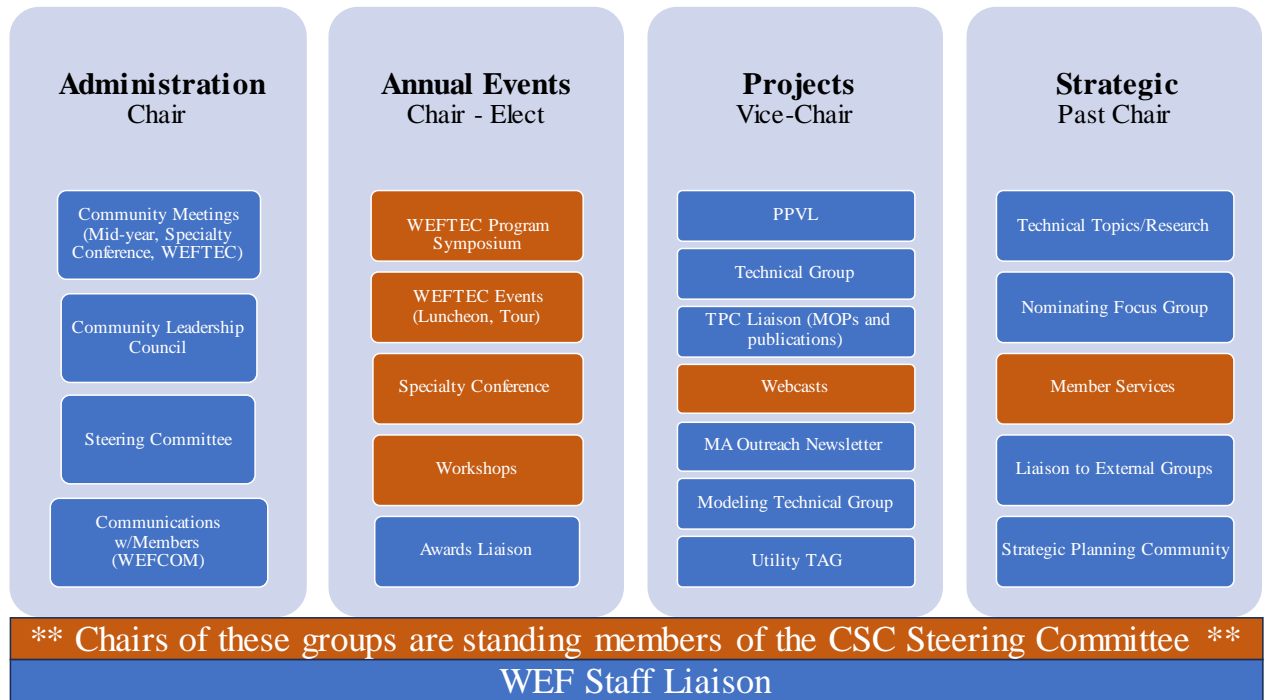 Administration
Chair
Community Meetings
(Mid-year, Specialty
Conference, WEFTEC)
Community Leadership
Council
Steering Committee
Communications
w/Members
(WEFCOM)
Annual Events
Chair - Elect
WEFTEC Program
Symposium
WEFTEC Events
(Luncheon, Tour)
Specialty Conference
Workshops
Awards Liaison
Projects
Vice-Chair
PPVL
Technical Group
TPC Liaison (MOPs and
publications)
Webcasts
MA Outreach Newsletter
Modeling Technical Group
Utility TAG
Strategic
Past Chair
Technical Topics/Research
Nominating Focus Group
Member Services
Liaison to External Groups
Strategic Planning Community
** Chairs of these groups are standing members of the CSC Steering Committee **
WEF Staff Liaison